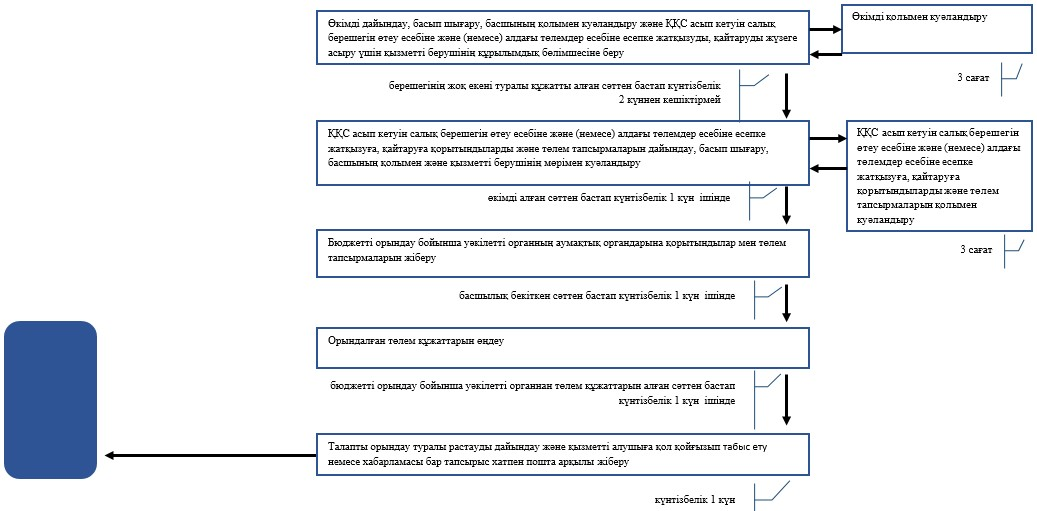 Өкімді дайындау, басып шығару, басшының қолымен куәландыру және ҚҚС асып кетуін салық
берешегін өтеу есебіне және (немесе) алдағы төлемдер есебіне есепке жатқызуды, қайтаруды жүзеге
асыру үшін қызметті берушінің құрылымдық бөлімшесіне беру
Өкімді қолымен куәландыру
3 сағат
берешегінің жоқ екені туралы құжатты алған сәттен бастап күнтізбелік
2 күннен кешіктірмей
ҚҚС асып кетуін салық берешегін өтеу есебіне және (немесе) алдағы төлемдер есебіне есепке
жатқызуға, қайтаруға қорытындыларды және төлем тапсырмаларын дайындау, басып шығару,
басшының қолымен және қызметті берушінің мөрімен куәландыру
ҚҚС асып кетуін салық берешегін
өтеу есебіне және (немесе) алдағы
төлемдер есебіне есепке
жатқызуға, қайтаруға
қорытындыларды және төлем
тапсырмаларын қолымен
куәландыру
3 сағат
өкімді алған сәттен бастап күнтізбелік 1 күн ішінде
Бюджетті орындау бойынша уәкілетті органның аумақтық органдарына қорытындылар мен төлем
тапсырмаларын жіберу
басшылық бекіткен сәттен бастап күнтізбелік 1 күн ішінде
Орындалған төлем құжаттарын өңдеу
бюджетті орындау бойынша уәкілетті органнан төлем құжаттарын алған сәттен бастап
күнтізбелік 1 күн ішінде
Талапты орындау туралы растауды дайындау және қызметті алушыға қол қойғызып табыс ету
немесе хабарламасы бар тапсырыс хатпен пошта арқылы жіберу
күнтізбелік 1 күн